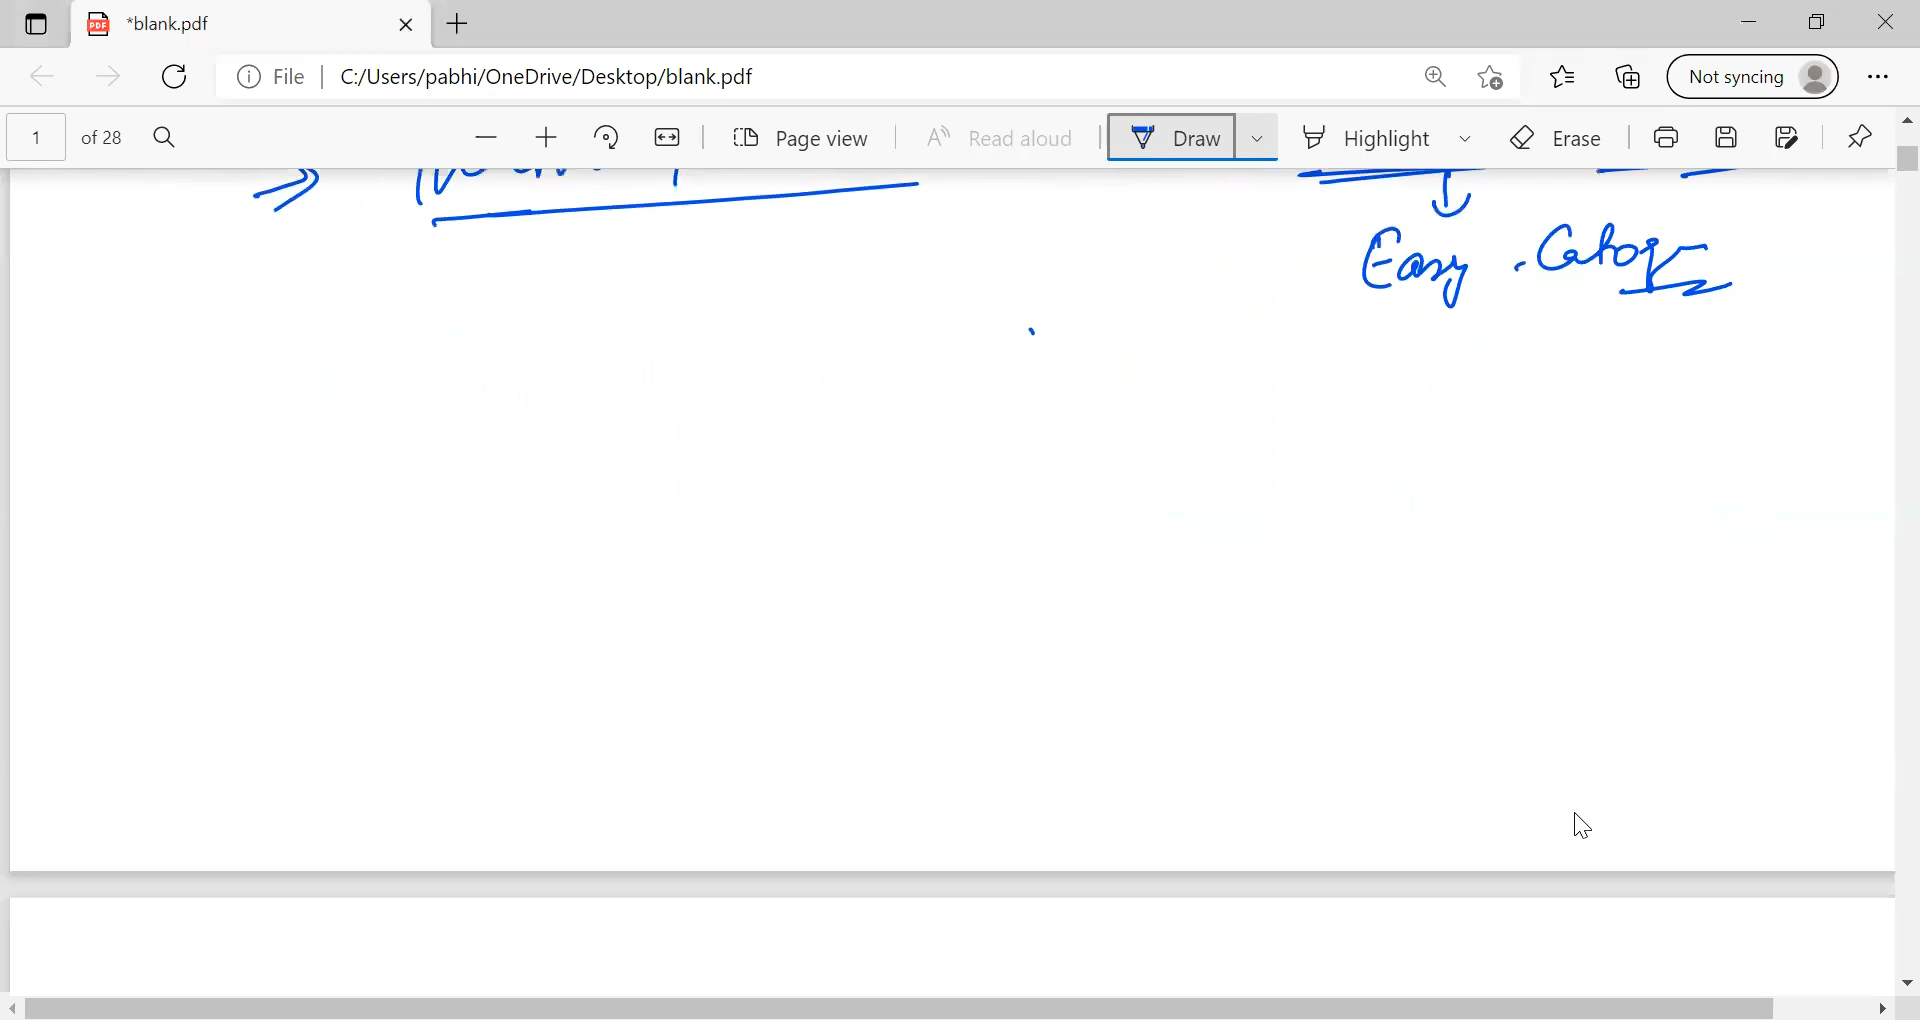 *blank.pdf
File
C:/Users/pabhi/OneDrive/Desktop/blank.pdf
Not syncing
1 of 28
Page view
Read aloud
Draw
Highlight
Erase
Easy